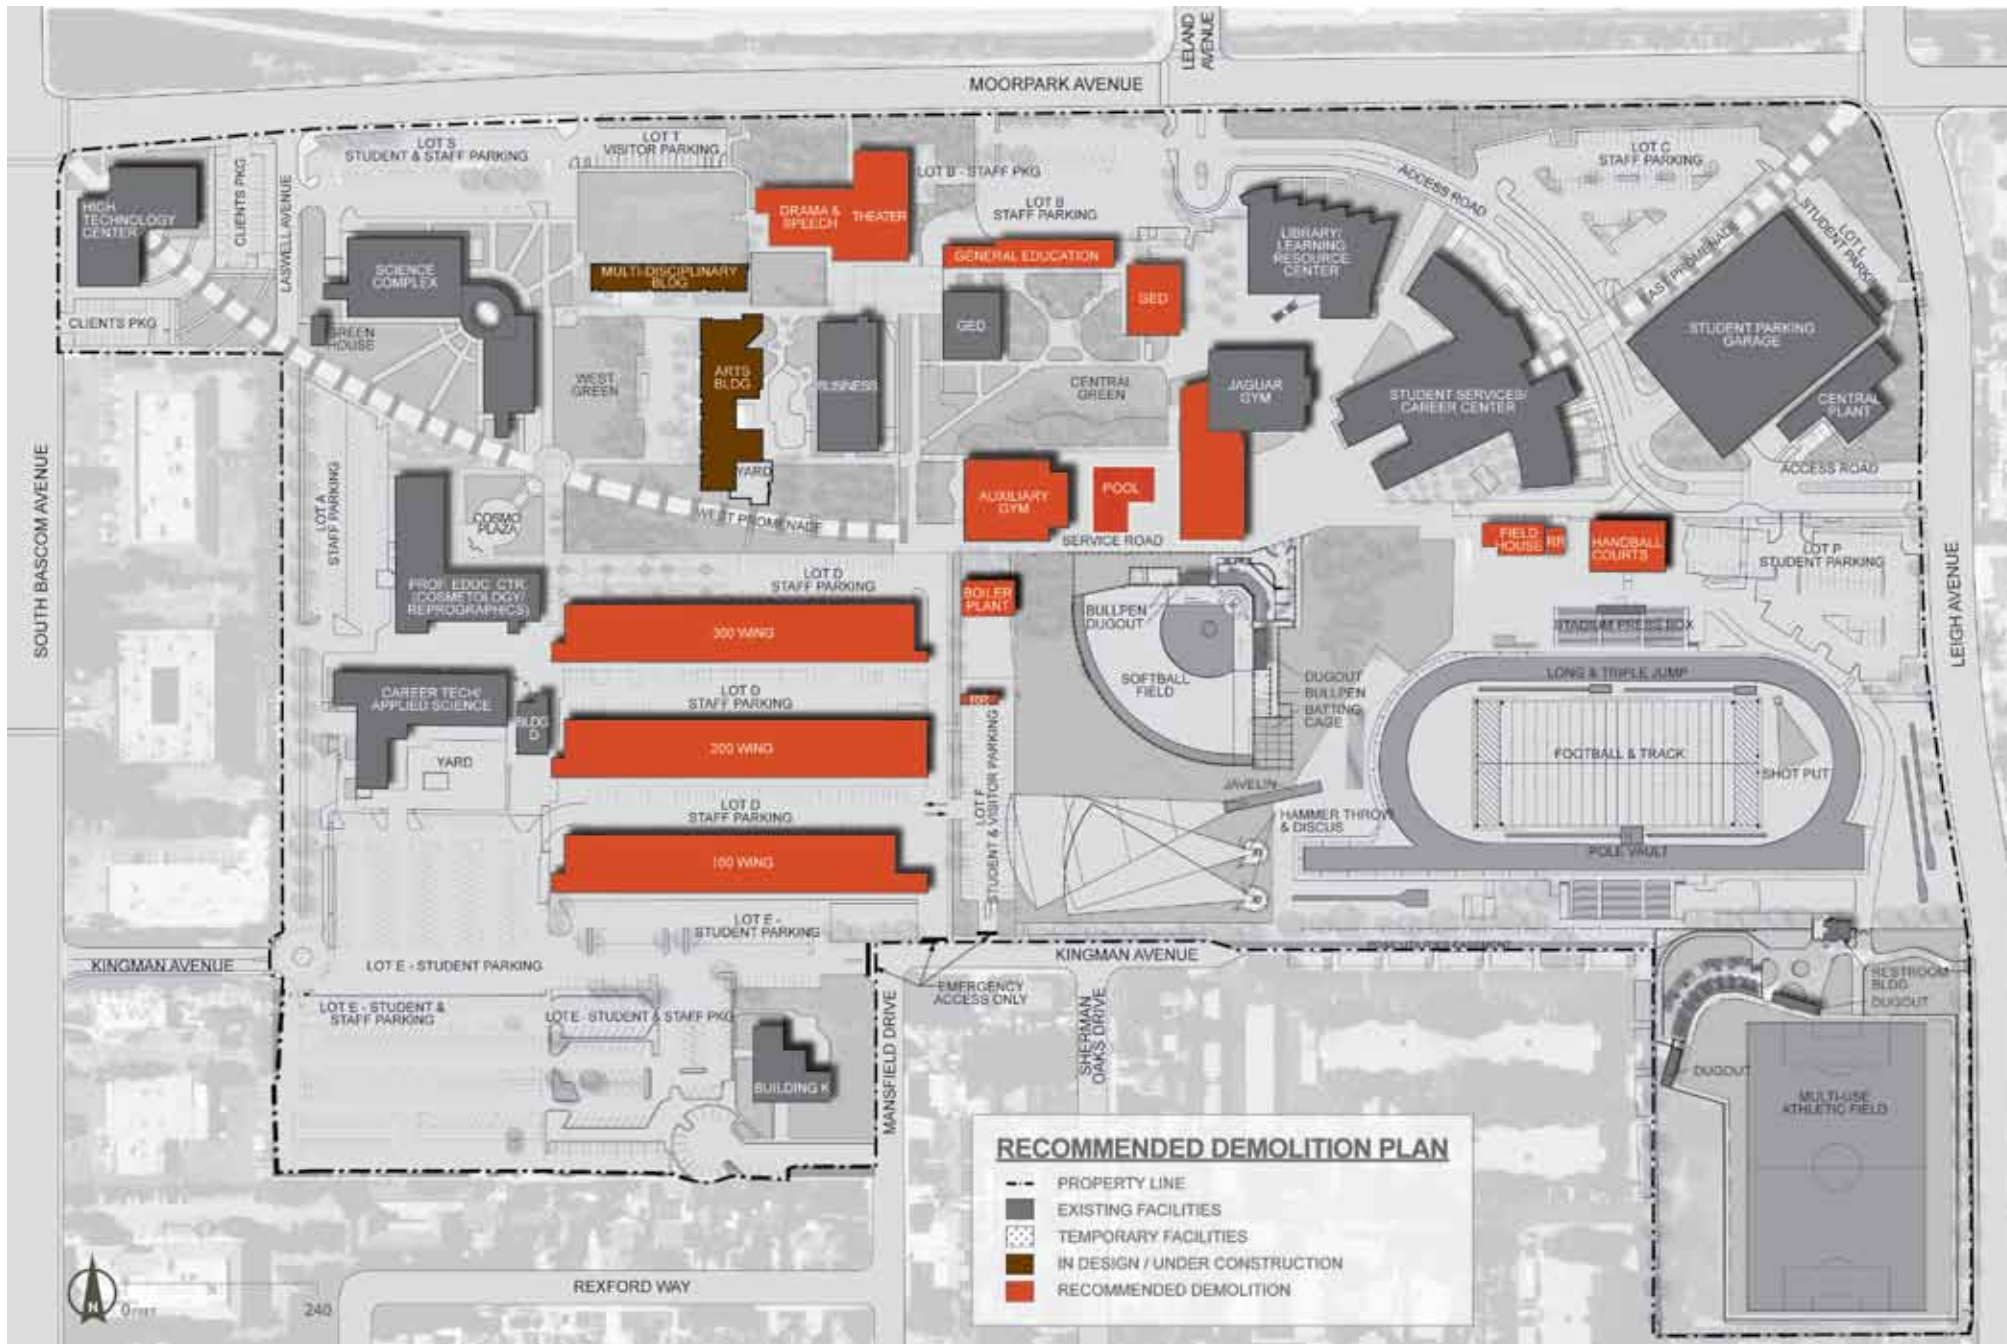 LELAND
AVENUE
MOORPARK AVENUE
LOT S
STUDENT & STAFF PARKING
LOT T
VISITOR PARKING
LOT B - STAFF PKG
LOT B
STAFF PARKING
LOT C
STAFF PARKING
ACCESS ROAD
HIGH
TECHNOLOGY
CENTER
CLIENTS PKG
LASWELL AVENUE
CLIENTS PKG
SCIENCE
COMPLEX
GREEN
HOUSE
DRAMA &
SPEECH
THEATER
GENERAL EDUCATION
MULTI-DISCIPLINARY
BLDG
GED
GED
LIBRARY/
LEARNING
RESOURCE
CENTER
EAST PROMENADE
LOT L
STUDENT PARKING
STUDENT PARKING
GARAGE
CENTRAL
PLANT
ACCESS ROAD
WEST
GREEN
ARTS
BLDG
BUSINESS
CENTRAL
GREEN
JAGUAR
GYM
STUDENT SERVICES/
CAREER CENTER
SOUTH BASCOM AVENUE
LOT A
STAFF PARKING
COSMO
PLAZA
YARD
WEST PROMENADE
AUXILIARY
GYM
POOL
SERVICE ROAD
FIELD
HOUSE
RR
HANDBALL
COURTS
LOT P
STUDENT PARKING
LEIGH AVENUE
PROF. EDUC. CTR.
(COSMETOLOGY/
REPROGRAPHICS)
LOT D
STAFF PARKING
300 WING
BOILER
PLANT
BULLPEN
DUGOUT
STADIUM PRESS BOX
CAREER TECH/
APPLIED SCIENCE
BLDG
D
YARD
LOT D
STAFF PARKING
200 WING
LOT D
STAFF PARKING
100 WING
LOT F
STUDENT & VISITOR PARKING
SOFTBALL
FIELD
DUGOUT
BULLPEN
BATTING
CAGE
LONG & TRIPLE JUMP
FOOTBALL & TRACK
SHOT PUT
JAVELIN
HAMMER THROW
& DISCUS
POLE VAULT
LOT E -
STUDENT PARKING
KINGMAN AVENUE
LOT E - STUDENT PARKING
KINGMAN AVENUE
EMERGENCY
ACCESS ONLY
LOT E - STUDENT &
STAFF PARKING
LOT E - STUDENT & STAFF PKG
BUILDING K
MANSFIELD DRIVE
SHERMAN
OAKS DRIVE
RESTROOM
BLDG
DUGOUT
DUGOUT
MULTI-USE
ATHLETIC FIELD
RECOMMENDED DEMOLITION PLAN
PROPERTY LINE
EXISTING FACILITIES
TEMPORARY FACILITIES
IN DESIGN / UNDER CONSTRUCTION
RECOMMENDED DEMOLITION
N
0 FEET
240
REXFORD WAY